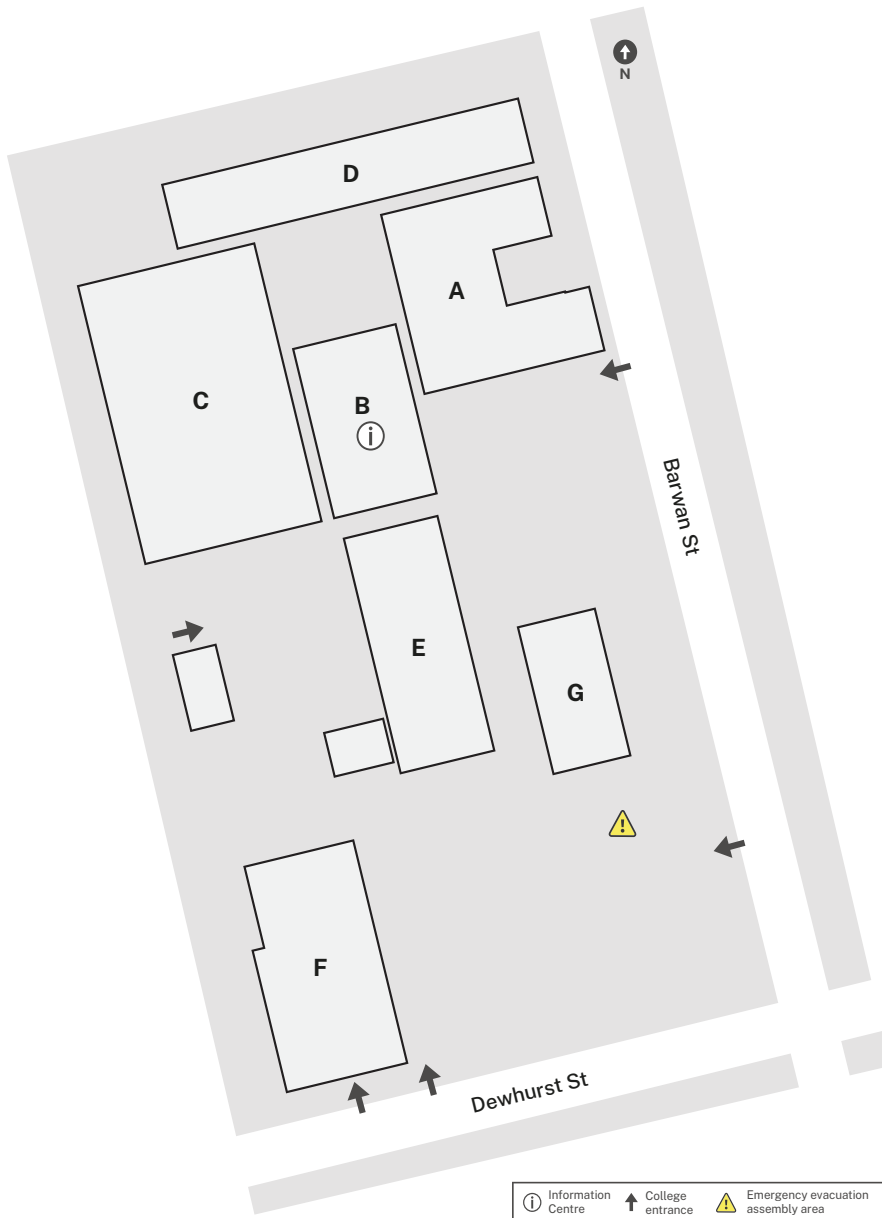 N
D
A
C
B
i
Barwan St
E
G
F
Dewhurst St
i Information
Centre
College
entrance
Emergency evacuation
assembly area